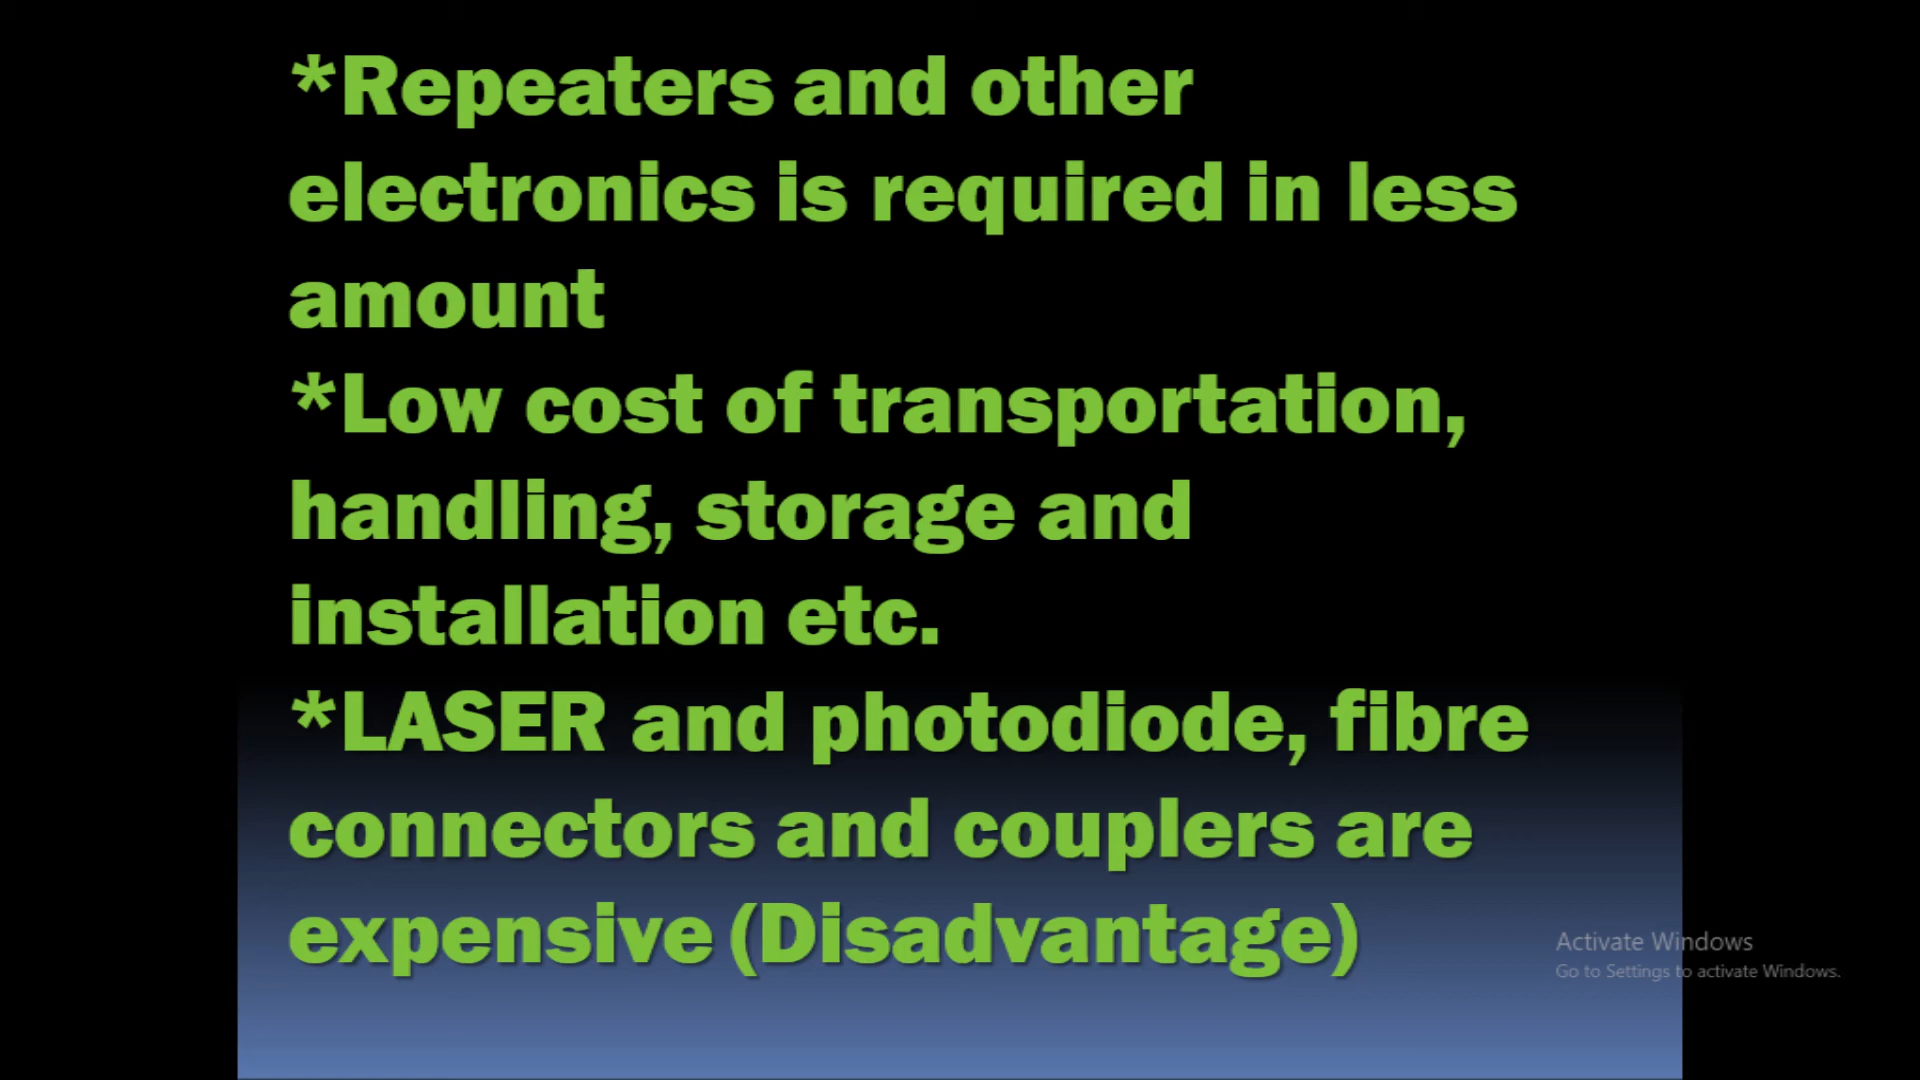 *Repeaters and other
electronics is required in less
amount
*Low cost of transportation,
handling, storage and
installation etc.
*LASER and photodiode, fibre
connectors and couplers are
expensive (Disadvantage)
Activate Windows
Go to Settings to activate Windows.